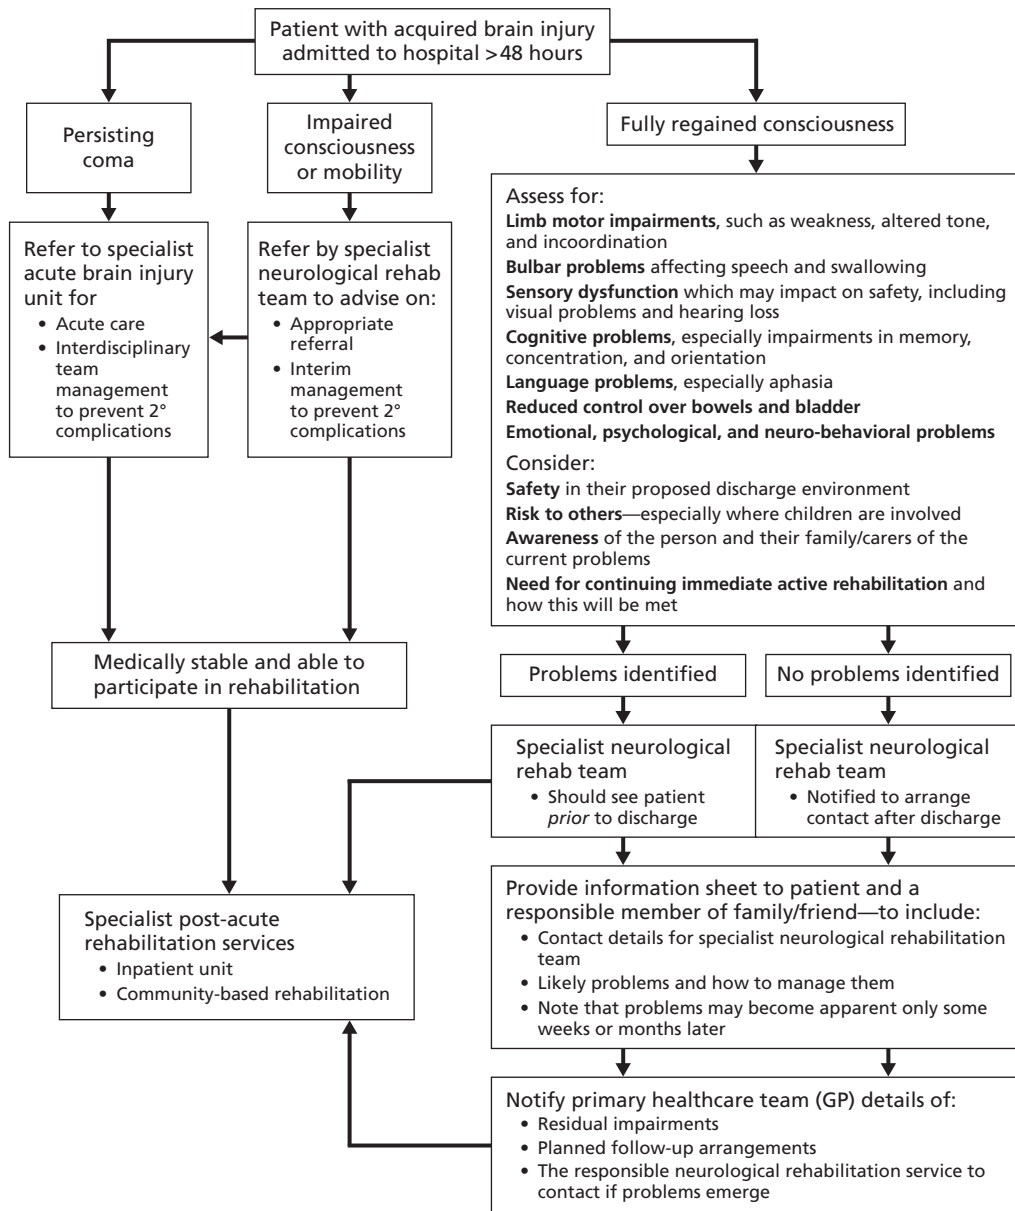 Patient with acquired brain injury
admitted to hospital >48 hours
Persisting
coma
Impaired
consciousness
or mobility
Fully regained consciousness
Refer to specialist
acute brain injury
unit for
• Acute care
• Interdisciplinary
team
management
to prevent 2°
complications
Refer by specialist
neurological rehab
team to advise on:
• Appropriate
referral
• Interim
management
to prevent 2°
complications
Assess for:
Limb motor impairments, such as weakness, altered tone,
and incoordination
Bulbar problems affecting speech and swallowing
Sensory dysfunction which may impact on safety, including
visual problems and hearing loss
Cognitive problems, especially impairments in memory,
concentration, and orientation
Language problems, especially aphasia
Reduced control over bowels and bladder
Emotional, psychological, and neuro-behavioral problems
Consider:
Safety in their proposed discharge environment
Risk to others—especially where children are involved
Awareness of the person and their family/carers of the
current problems
Need for continuing immediate active rehabilitation and
how this will be met
Medically stable and able to
participate in rehabilitation
Problems identified
No problems identified
Specialist neurological
rehab team
• Should see patient
prior to discharge
Specialist neurological
rehab team
• Notified to arrange
contact after discharge
Specialist post-acute
rehabilitation services
• Inpatient unit
• Community-based rehabilitation
Provide information sheet to patient and a
responsible member of family/friend—to include:
• Contact details for specialist neurological rehabilitation
team
• Likely problems and how to manage them
• Note that problems may become apparent only some
weeks or months later
Notify primary healthcare team (GP) details of:
• Residual impairments
• Planned follow-up arrangements
• The responsible neurological rehabilitation service to
contact if problems emerge